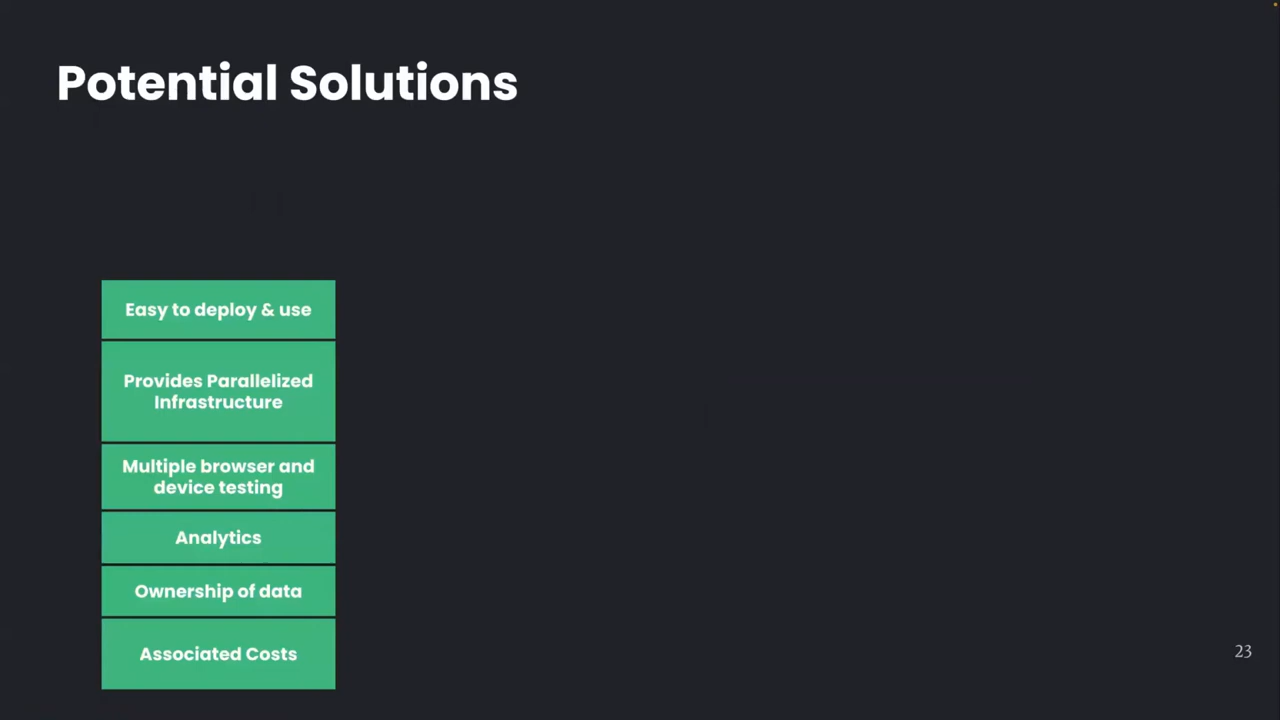 Potential Solutions
Easy to deploy & use
Provides Parallelized
Infrastructure
Multiple browser and
device testing
Analytics
Ownership of data
Associated Costs
23